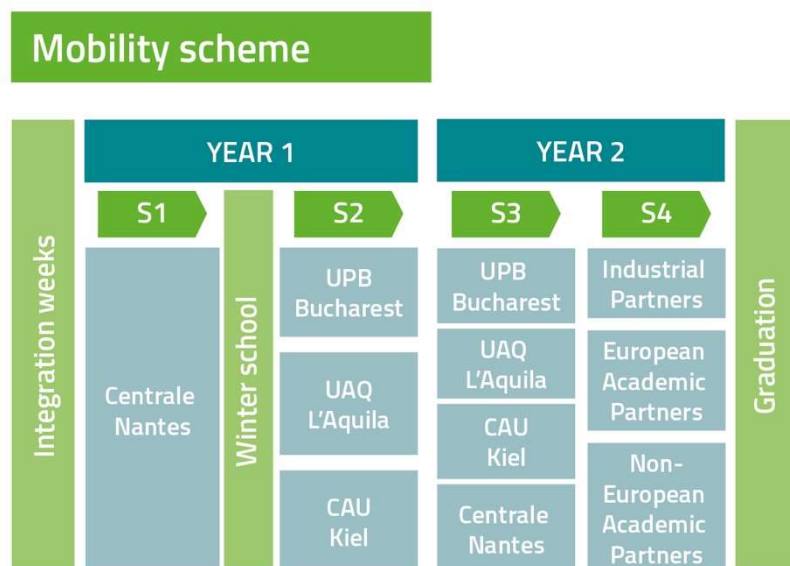 Mobility scheme
Integration weeks
YEAR 1
S1
Centrale
Nantes
Winter school
S2
UPB
Bucharest
UAQ
L'Aquila
CAU
Kiel
YEAR 2
S3
UPB
Bucharest
UAQ
L'Aquila
CAU
Kiel
Centrale
Nantes
S4
Industrial
Partners
European
Academic
Partners
Non-
European
Academic
Partners
Graduation